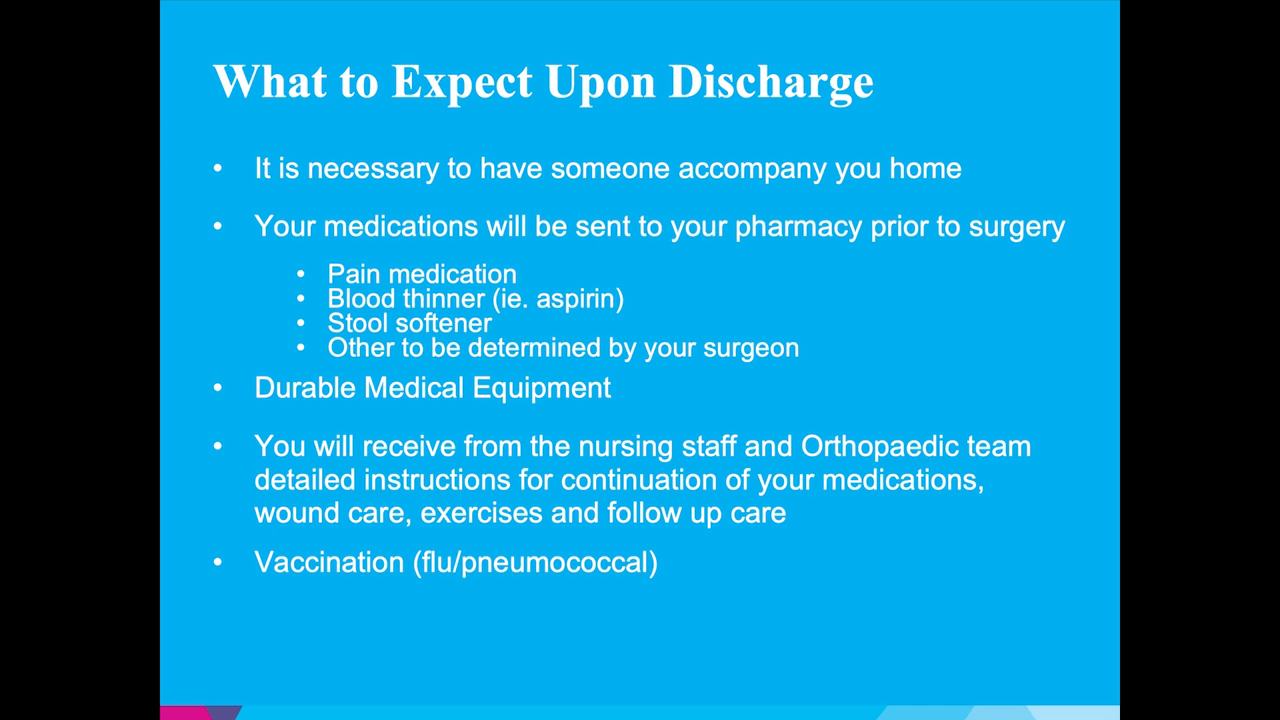 What to Expect Upon Discharge
• It is necessary to have someone accompany you home
• Your medications will be sent to your pharmacy prior to surgery
• Pain medication
• Blood thinner (ie. aspirin)
• Stool softener
• Other to be determined by your surgeon
• Durable Medical Equipment
• You will receive from the nursing staff and Orthopaedic team
detailed instructions for continuation of your medications,
wound care, exercises and follow up care
• Vaccination (flu/pneumococcal)